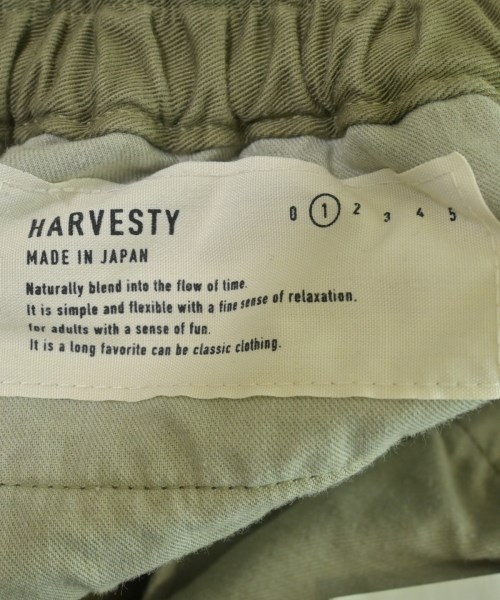 HARVESTY
0 1 2 3 4 5
MADE IN JAPAN
Naturally blend into the flow of time.
It is simple and flexible with a fine sense of relaxation.
for adults with a sense of fun.
It is a long favorite can be classic clothing.